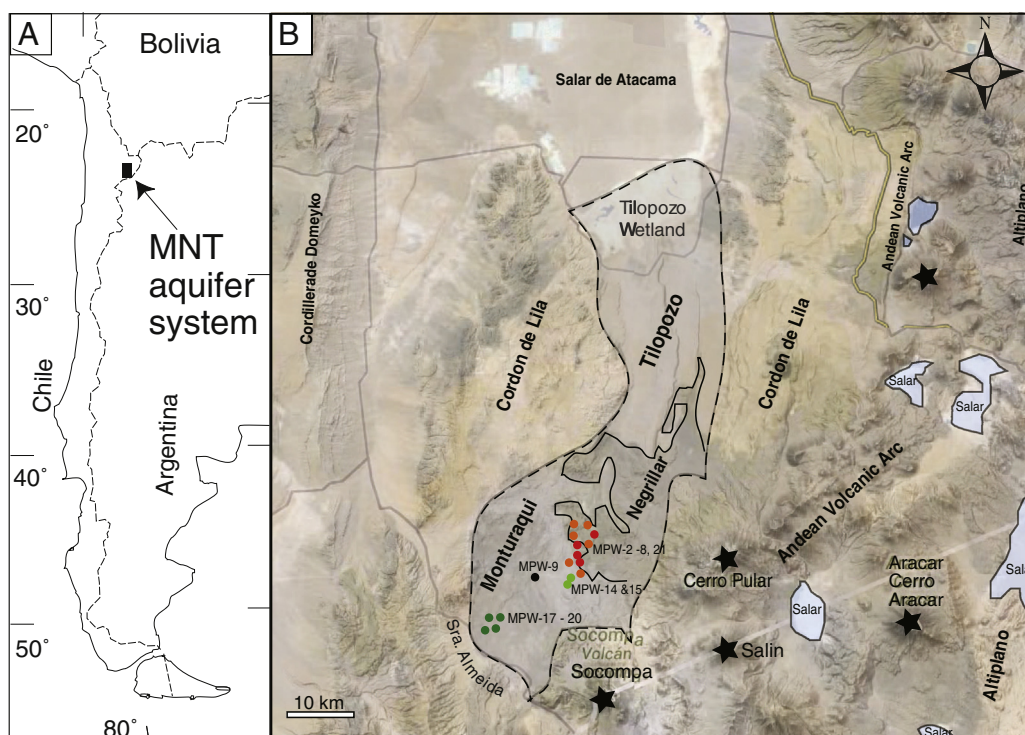 A
Bolivia
20°
MNT
aquifer
system
30°
Chile
Argentina
40°
50°
80°
B
N
Salar de Atacama
Cordillerade Domeyko
Tilopozo
Wetland
Andean Volcanic Arc
Altiplano
Cordon de Lila
Tilopozo
Cordon de Lila
Salar
Salar
Andean Volcanic Arc
Negrillar
Monturaqui
MPW-2 -8, 21
MPW-9
MPW-14 &15
MPW-17 - 20
Cerro Pular
Aracar
Cerro
Aracar
Salar
Sra. Almeida
Socompa
Volcán
Socompa
Salin
Altiplano
10 km
Salar